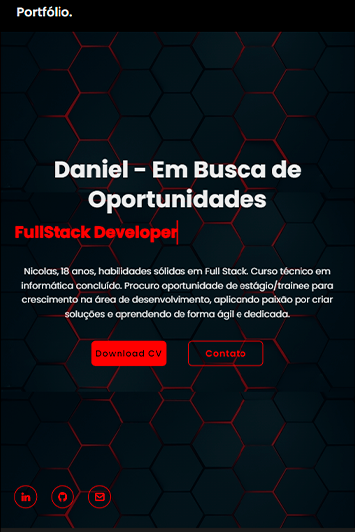 Portfólio.
Daniel - Em Busca de
Oportunidades
FullStack Developer
Nicolas, 18 anos, habilidades sólidas em Full Stack. Curso técnico em
informática concluído. Procuro oportunidade de estágio/trainee para
crescimento na área de desenvolvimento, aplicando paixão por criar
soluções e aprendendo de forma ágil e dedicada.
Download CV
Contato